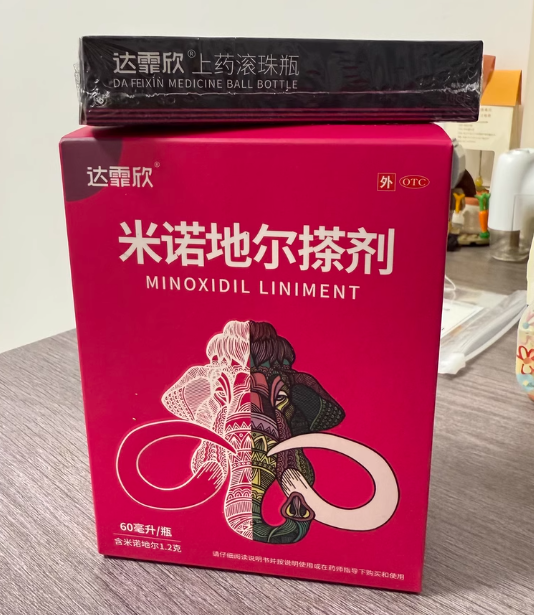 达霏欣®上药滚珠瓶
DA FEIXIN MEDICINE BALL BOTTLE
达霏欣®
外 OTC
米诺地尔搽剂
MINOXIDIL LINIMENT
60毫升/瓶
含米诺地尔1.2克
请仔细阅读说明书并按说明使用或在药师指导下购买和使用